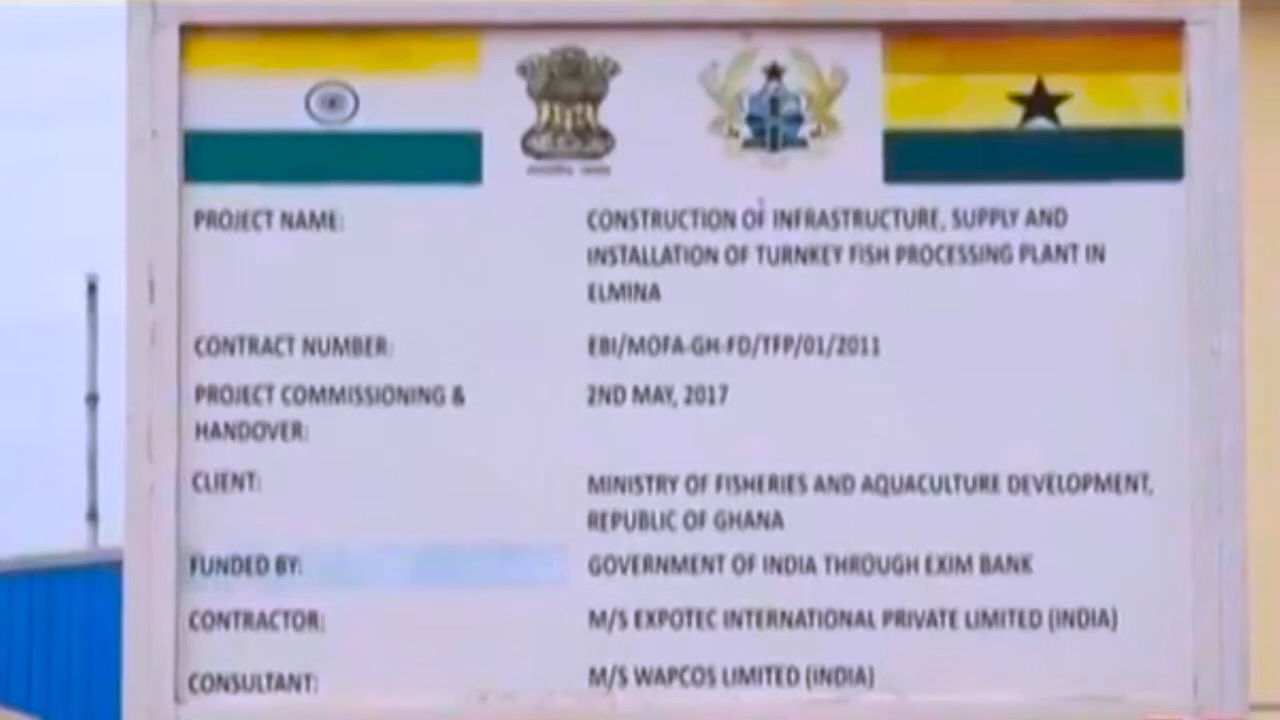 PROJECT NAME: CONSTRUCTION OF INFRASTRUCTURE, SUPPLY AND
INSTALLATION OF TURNKEY FISH PROCESSING PLANT IN
ELMINA
CONTRACT NUMBER: EBI/MOFA-GH-FD/TFP/01/2011
PROJECT COMMISSIONING & 2ND MAY, 2017
HANDOVER:
CLIENT: MINISTRY OF FISHERIES AND AQUACULTURE DEVELOPMENT,
REPUBLIC OF GHANA
FUNDED BY: GOVERNMENT OF INDIA THROUGH EXIM BANK
CONTRACTOR: M/S EXPOTEC INTERNATIONAL PRIVATE LIMITED (INDIA)
CONSULTANT: M/S WAPCOS LIMITED (INDIA)